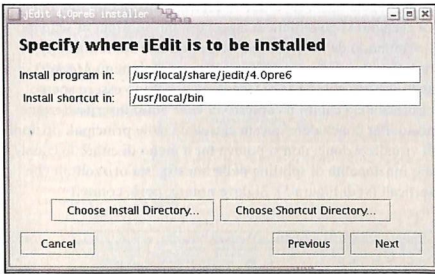 jEdit 4.0pre6 installer
Specify where jEdit is to be installed
Install program in: /usr/local/share/jedit/4.0pre6
Install shortcut in: /usr/local/bin
Choose Install Directory... Choose Shortcut Directory...
Cancel Previous Next